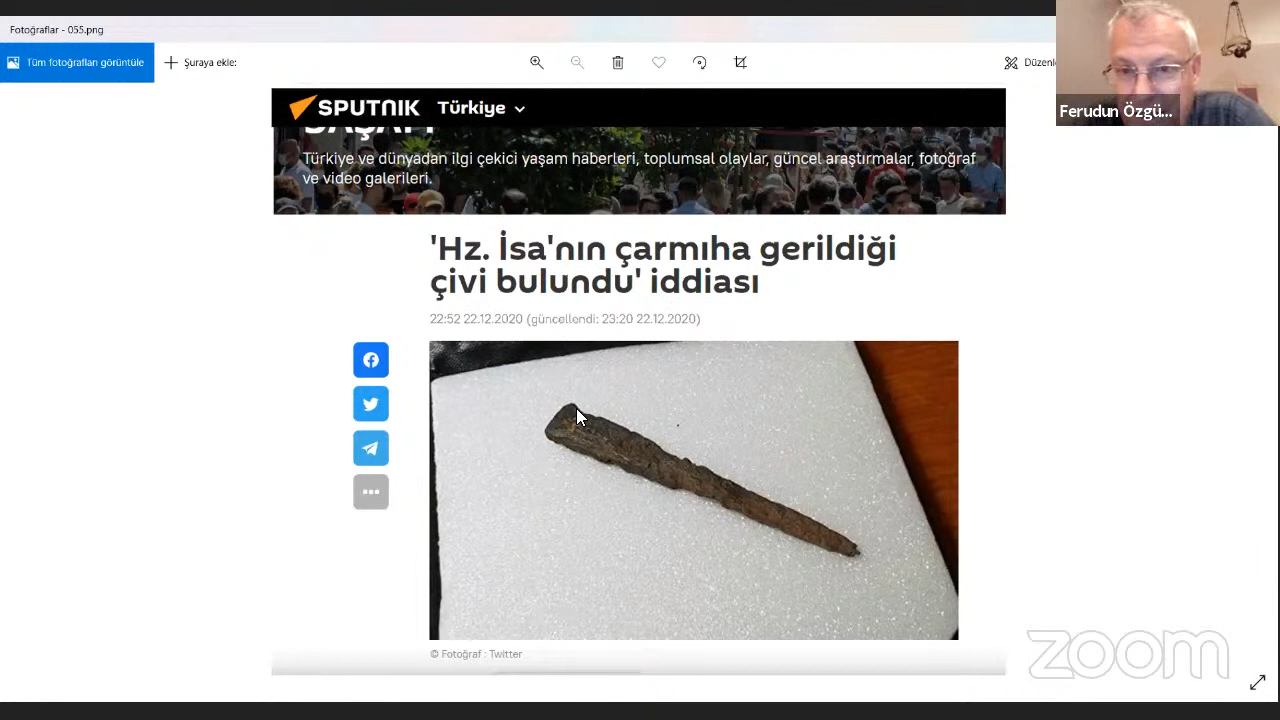 Fotoğraflar - 055.png
Tüm fotoğrafları görüntüle
Şuraya ekle:
Düzenle
Ferudun Özgü...
SPUTNIK Türkiye
YAŞAM
Türkiye ve dünyadan ilgi çekici yaşam haberleri, toplumsal olaylar, güncel araştırmalar, fotoğraf
ve video galerileri.
'Hz. İsa'nın çarmıha gerildiği
çivi bulundu' iddiası
22:52 22.12.2020 (güncellendi: 23:20 22.12.2020)
© Fotoğraf : Twitter
zoom